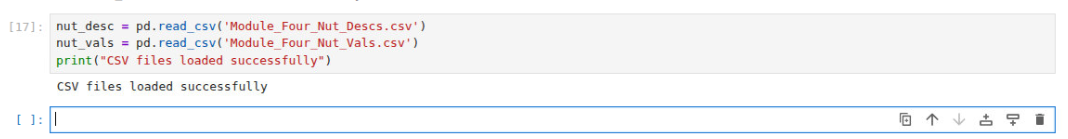 [17]: nut_desc = pd.read_csv('Module_Four_Nut_Descs.csv')
nut_vals = pd.read_csv('Module_Four_Nut_Vals.csv')
print("CSV files loaded successfully")
CSV files loaded successfully
[ ]: